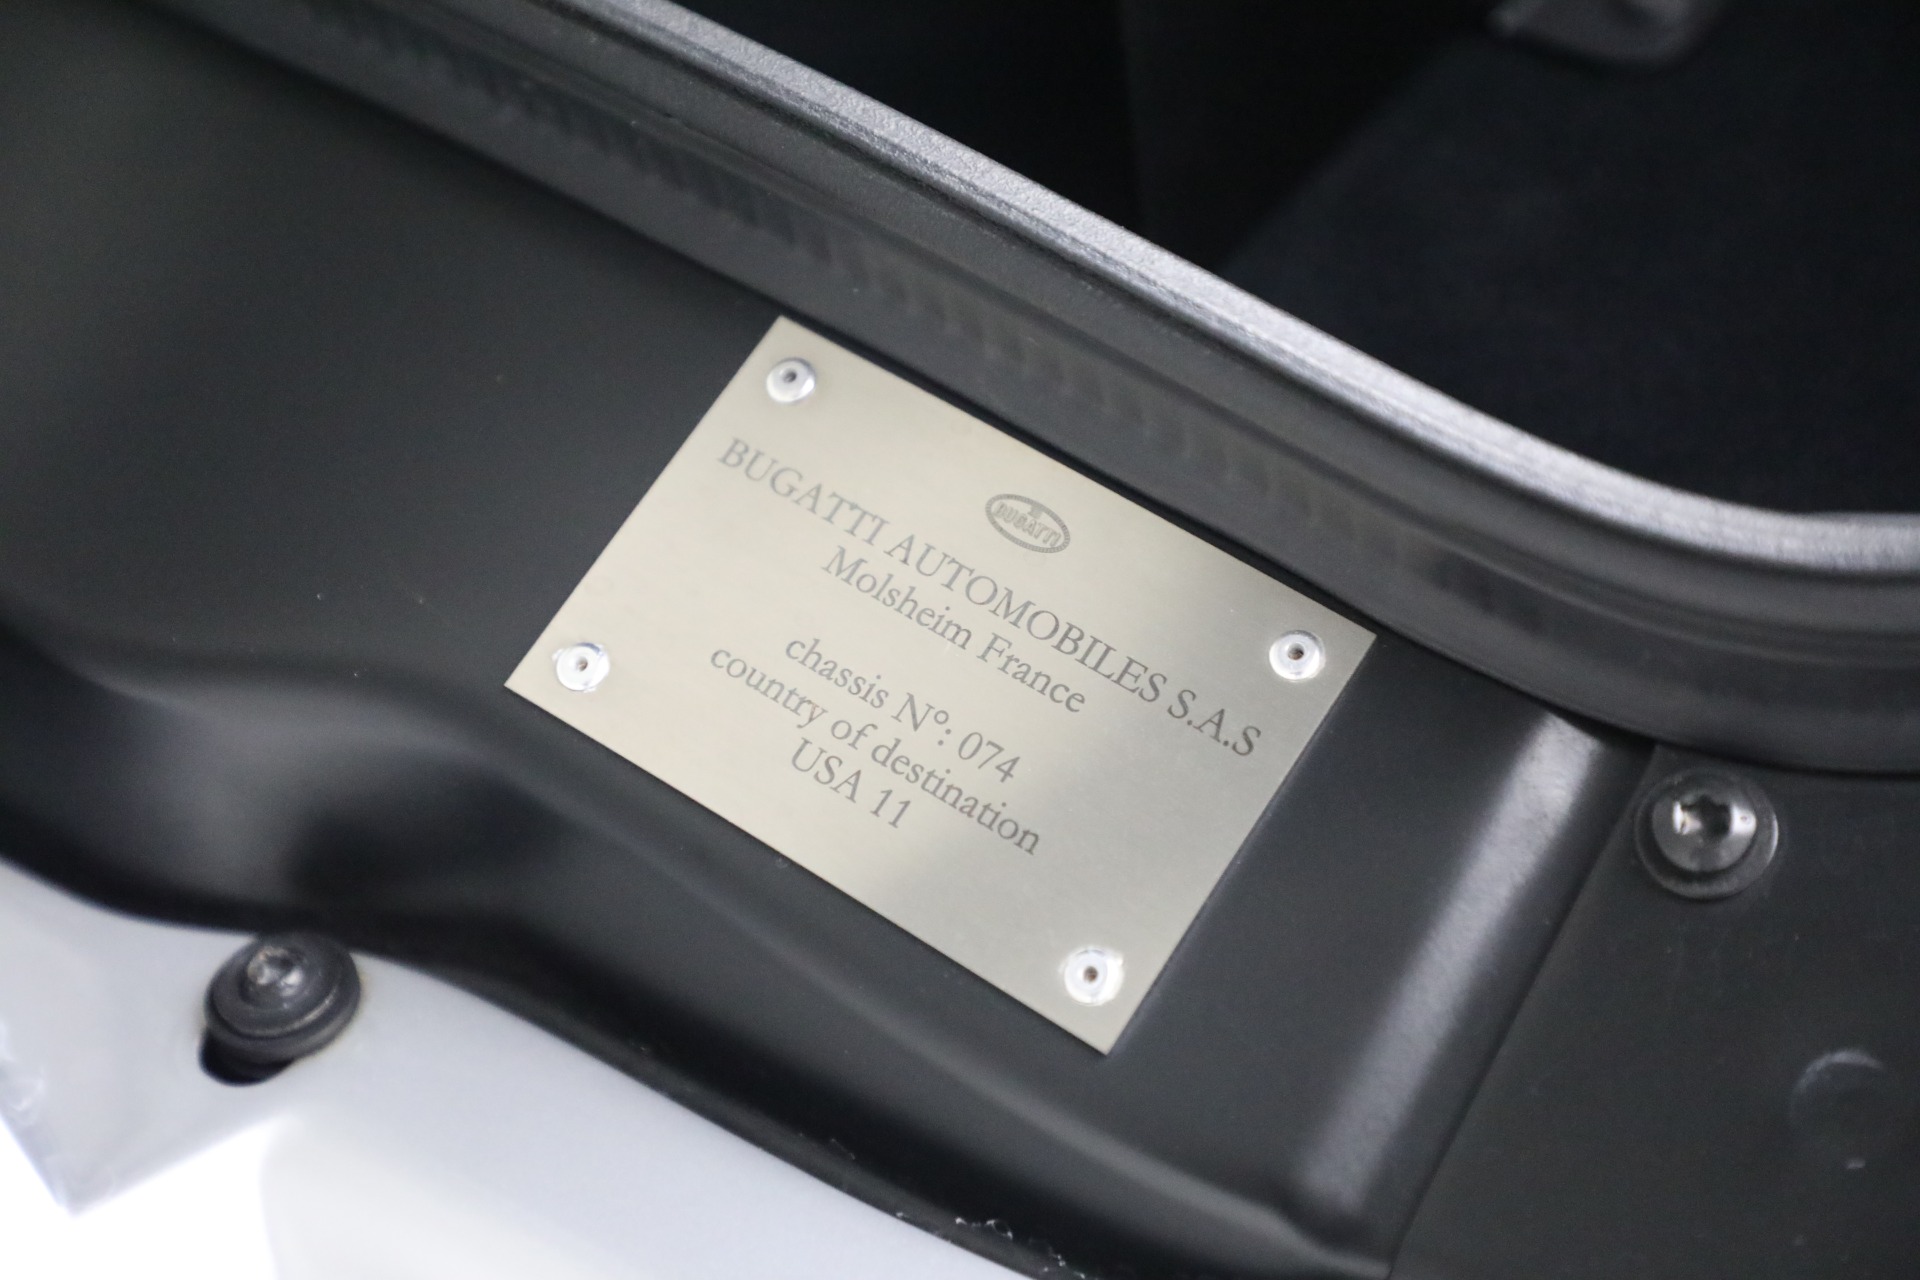 BUGATTI
BUGATTI AUTOMOBILES S.A.S
Molsheim France
chassis N°: 074
country of destination
USA 11